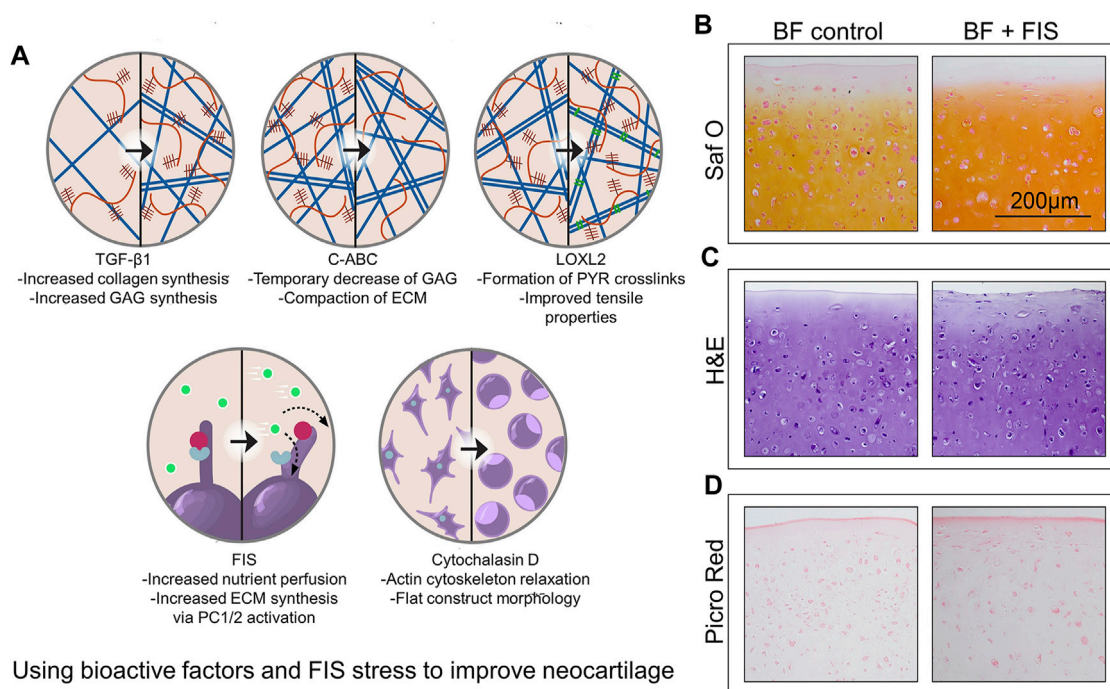 A
TGF-β1
-Increased collagen synthesis
-Increased GAG synthesis
C-ABC
-Temporary decrease of GAG
-Compaction of ECM
LOXL2
-Formation of PYR crosslinks
-Improved tensile
properties
FIS
-Increased nutrient perfusion
-Increased ECM synthesis
via PC1/2 activation
Cytochalasin D
-Actin cytoskeleton relaxation
-Flat construct morphology
Using bioactive factors and FIS stress to improve neocartilage
B
BF control
BF + FIS
Saf O
200µm
C
H&E
D
Picro Red